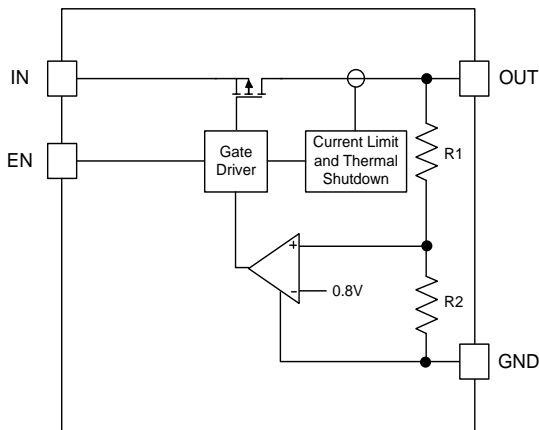 IN
OUT
EN
Gate
Driver
Current Limit
and Thermal
Shutdown
R1
+
-
0.8V
R2
GND